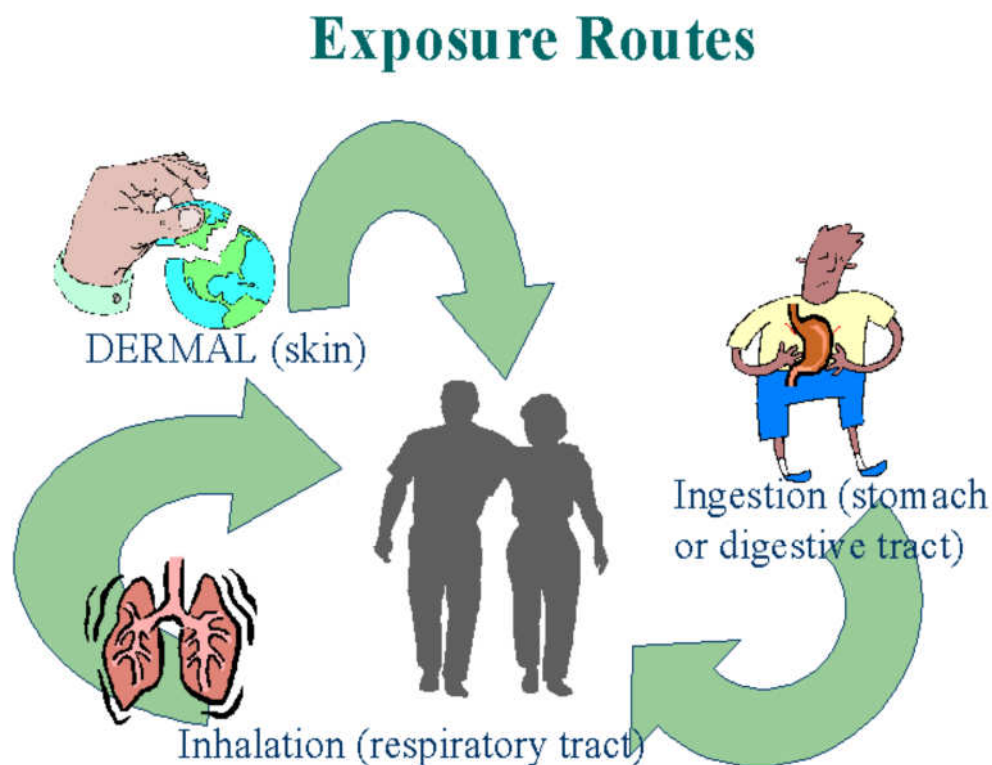 Exposure Routes
DERMAL (skin)
Ingestion (stomach
or digestive tract)
Inhalation (respiratory tract)